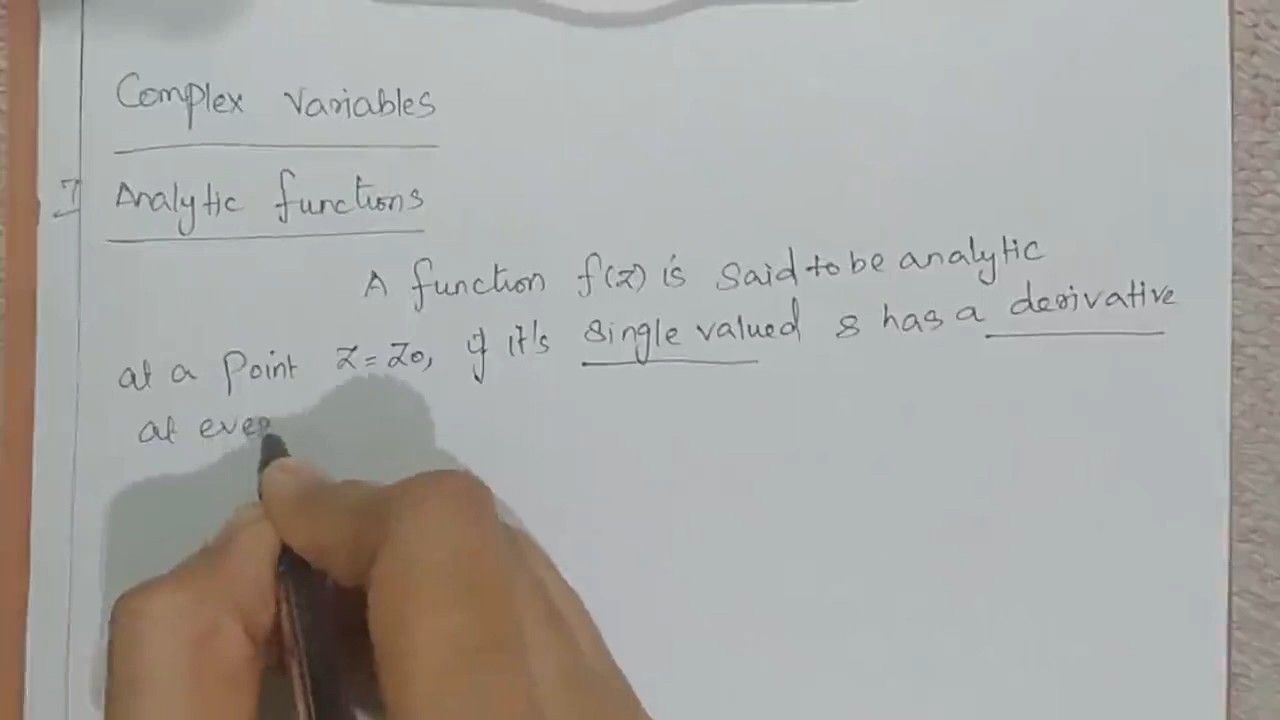 Complex Variables
I Analytic functions
A function f(z) is said to be analytic
at a point z = z0, if it's single valued & has a derivative
at ever